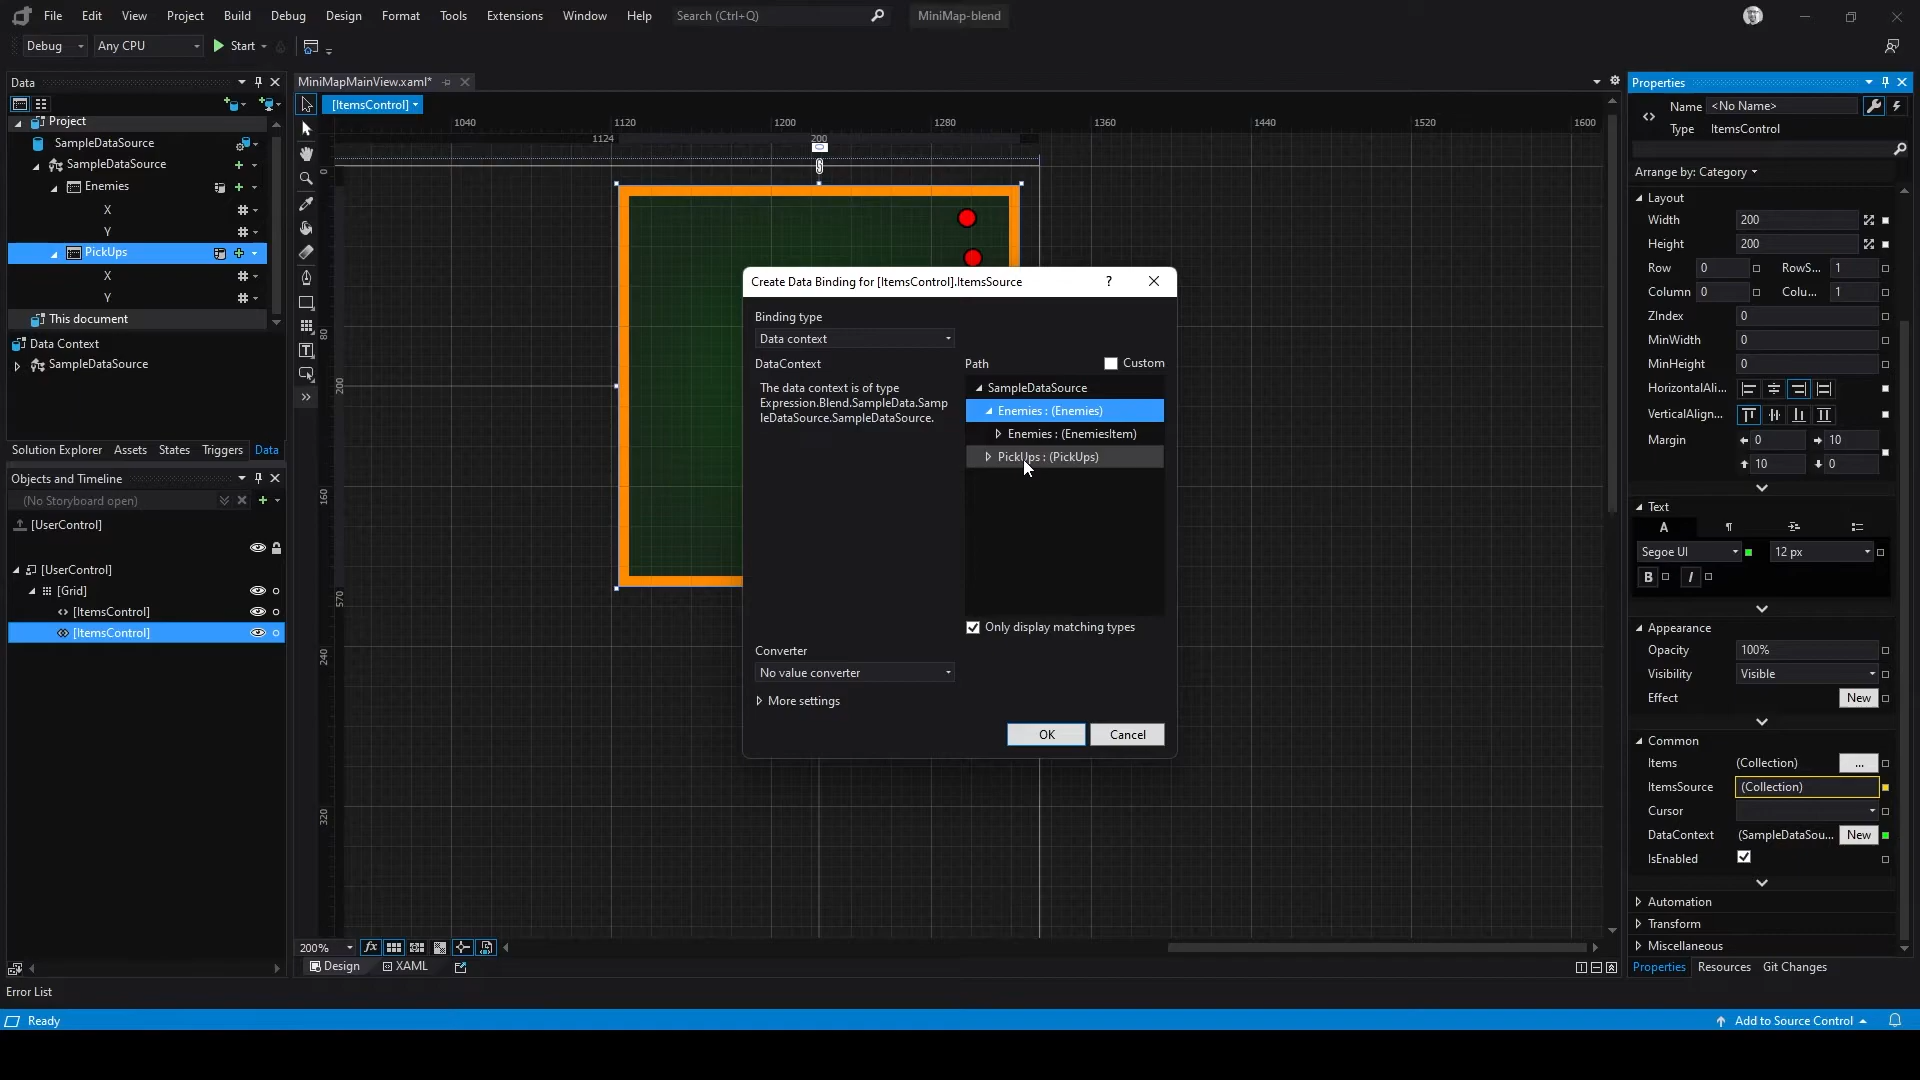 File Edit View Project Build Debug Design Format Tools Extensions Window Help Search (Ctrl+Q) MiniMap-blend
Debug Any CPU Start
Data
Project
SampleDataSource
SampleDataSource
Enemies
X
Y
PickUps
X
Y
This document
Data Context
SampleDataSource
Solution Explorer Assets States Triggers Data
Objects and Timeline
(No Storyboard open)
[UserControl]
[UserControl]
[Grid]
[ItemsControl]
[ItemsControl]
MiniMapMainView.xaml*
[ItemsControl]
1040 1120 1200 1280 1360 1440 1520 1600
1124 200
0
80
200
160
570
240
320
Create Data Binding for [ItemsControl].ItemsSource ?
Binding type
Data context
DataContext
The data context is of type
Expression.Blend.SampleData.Samp
leDataSource.SampleDataSource.
Path Custom
SampleDataSource
Enemies : (Enemies)
Enemies : (EnemiesItem)
PickUps : (PickUps)
Only display matching types
Converter
No value converter
More settings
OK Cancel
200% fx
Design XAML
Properties
Name <No Name>
Type ItemsControl
Arrange by: Category
Layout
Width 200
Height 200
Row 0 RowS... 1
Column 0 Colu... 1
ZIndex 0
MinWidth 0
MinHeight 0
HorizontalAli...
VerticalAlign...
Margin 0 10
10 0
Text
A ¶
Segoe UI 12 px
B I
Appearance
Opacity 100%
Visibility Visible
Effect New
Common
Items (Collection) ...
ItemsSource (Collection)
Cursor
DataContext (SampleDataSou... New
IsEnabled
Automation
Transform
Miscellaneous
Properties Resources Git Changes
Error List
Ready Add to Source Control